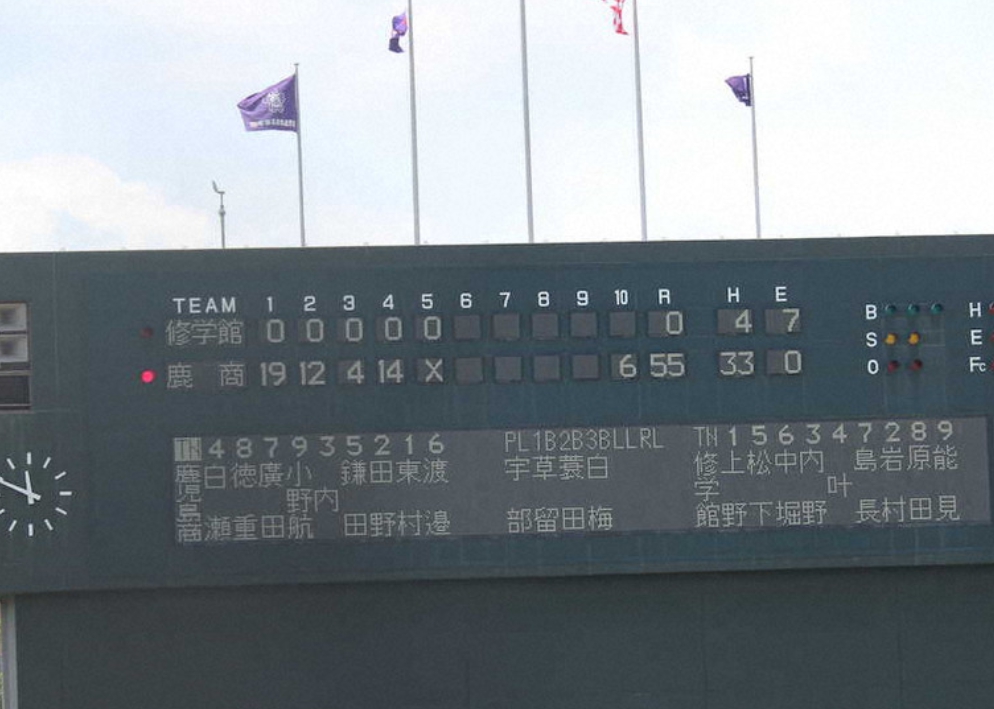 TEAM 1 2 3 4 5 6 7 8 9 10 R H E
修学館 0 0 0 0 0 0 4 7
鹿 商 19 12 4 14 X 6 55 33 0
B
S
O
H
E
Fc
TN 4 8 7 9 3 5 2 1 6
鹿児島商
白瀬
徳重
廣田
小野航
内
鎌田
田野
東村
渡邉
PL 1B 2B 3B LL RL
宇部
草留
蓑田
白梅
TN 1 5 6 3 4 7 2 8 9
修学館
上野
松下
中堀
内野
叶
島長
岩村
原田
能見